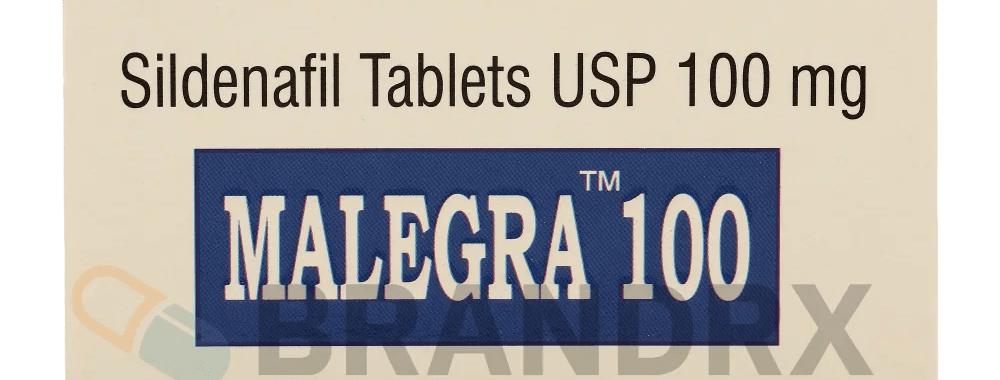 Sildenafil Tablets USP 100 mg
MALEGRA™ 100
BRANDRX